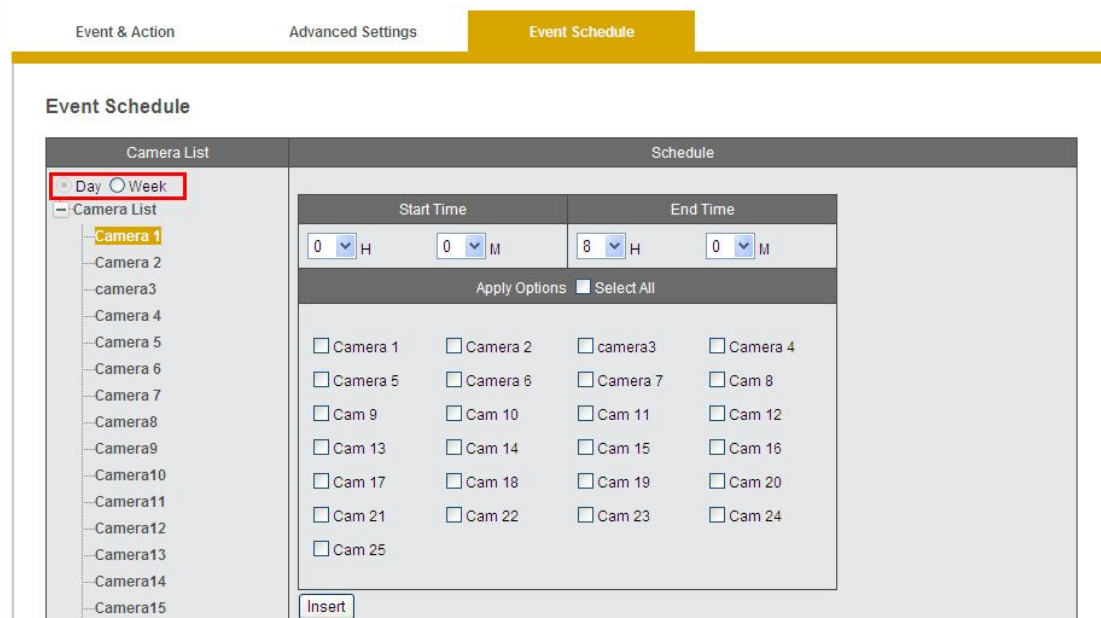 Event & Action Advanced Settings Event Schedule
Event Schedule
Camera List
Day Week
Camera List
Camera 1
Camera 2
camera3
Camera 4
Camera 5
Camera 6
Camera 7
Camera8
Camera9
Camera10
Camera11
Camera12
Camera13
Camera14
Camera15
Schedule
Start Time End Time
0 H 0 M 8 H 0 M
Apply Options Select All
Camera 1 Camera 2 camera3 Camera 4
Camera 5 Camera 6 Camera 7 Cam 8
Cam 9 Cam 10 Cam 11 Cam 12
Cam 13 Cam 14 Cam 15 Cam 16
Cam 17 Cam 18 Cam 19 Cam 20
Cam 21 Cam 22 Cam 23 Cam 24
Cam 25
Insert